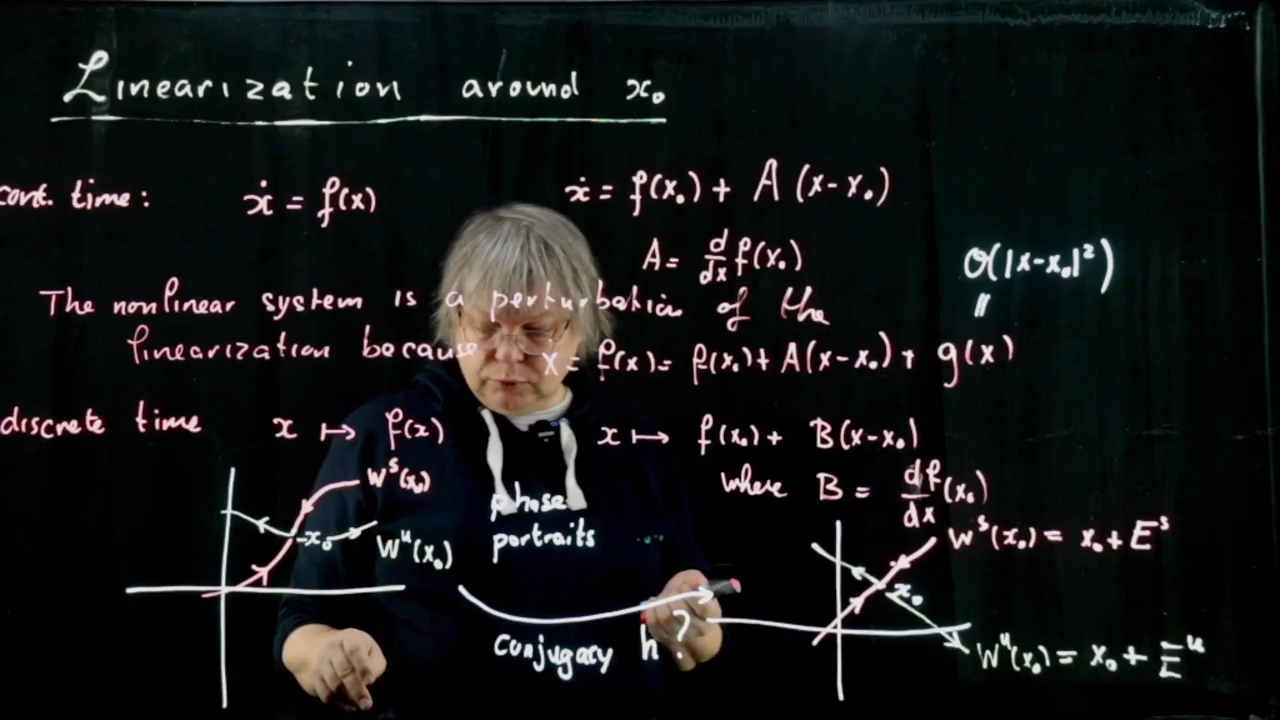 Linearization around x₀
cont. time: ẋ = f(x) ẋ = f(x₀) + A(x-x₀)
A = d/dx f(x₀)
O(|x-x₀|²)
"
The nonlinear system is a perturbation of the
linearization because ẋ = f(x) = f(x₀) + A(x-x₀) + g(x)
discrete time x ↦ f(x) x ↦ f(x₀) + B(x-x₀)
where B = df/dx (x₀)
Wˢ(x₀)
x₀
Wᵘ(x₀)
phase
portraits
conjugacy h ?
Wˢ(x₀) = x₀ + Eˢ
x₀
Wᵘ(x₀) = x₀ + Eᵘ